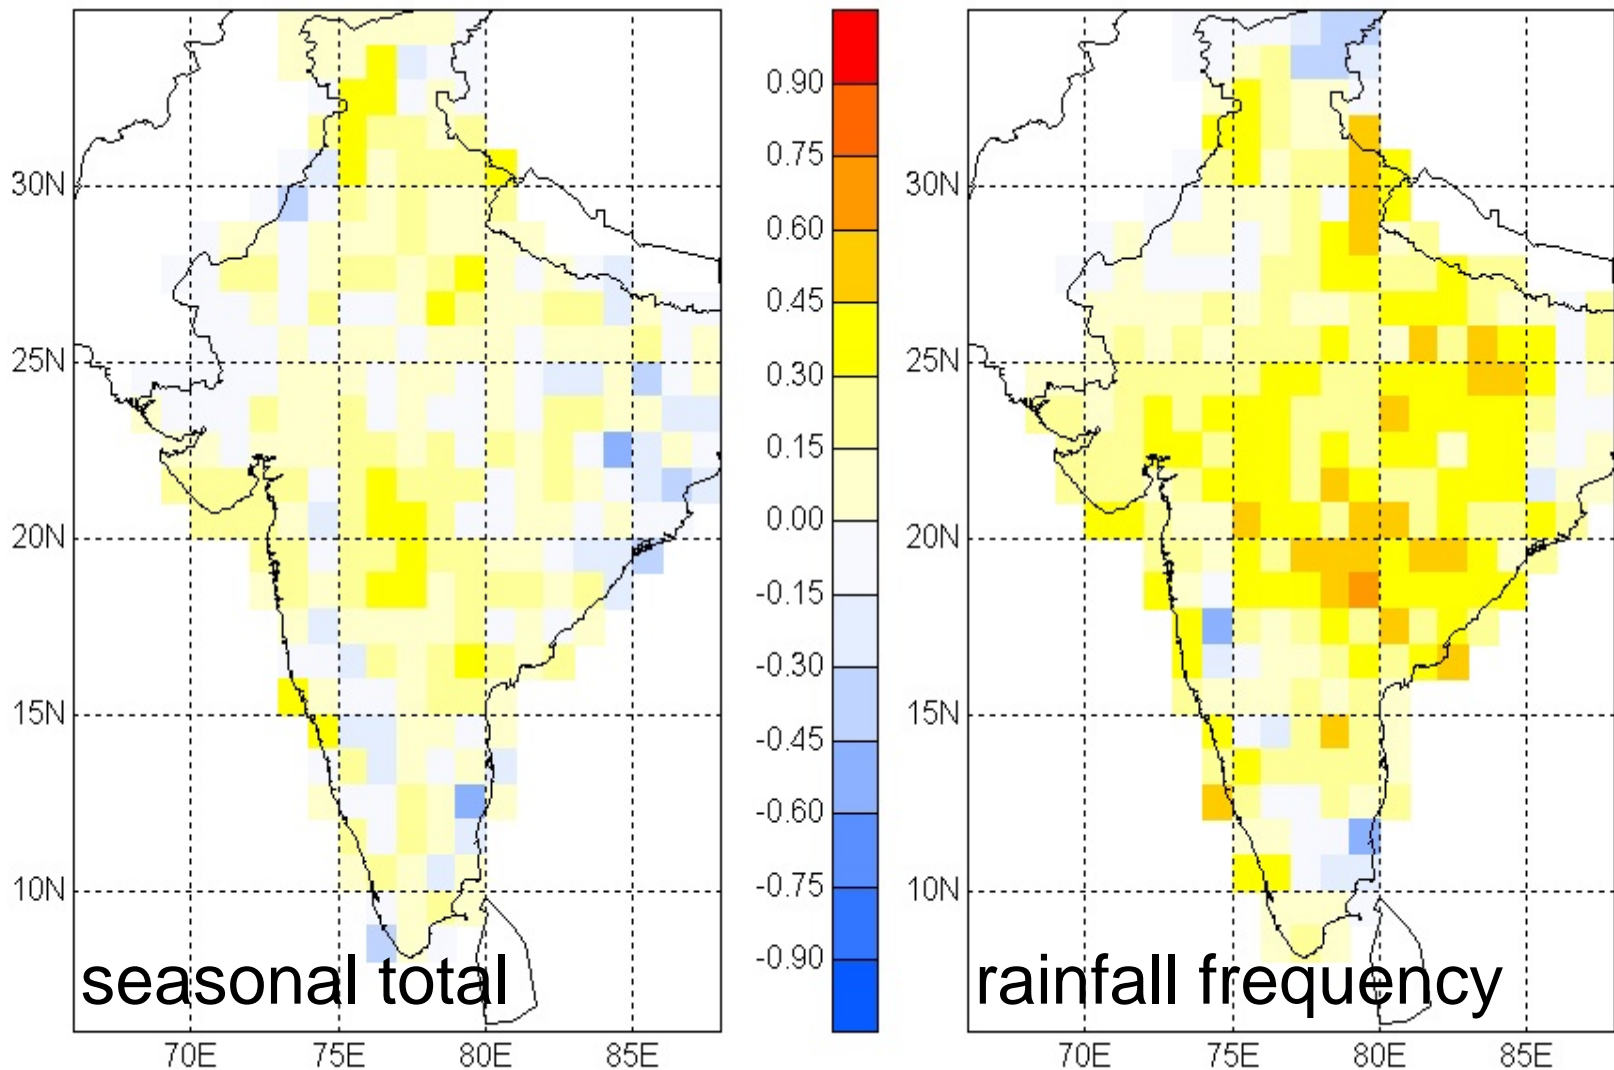 30N
25N
20N
15N
10N
70E 75E 80E 85E
seasonal total
0.90
0.75
0.60
0.45
0.30
0.15
0.00
-0.15
-0.30
-0.45
-0.60
-0.75
-0.90
30N
25N
20N
15N
10N
70E 75E 80E 85E
rainfall frequency